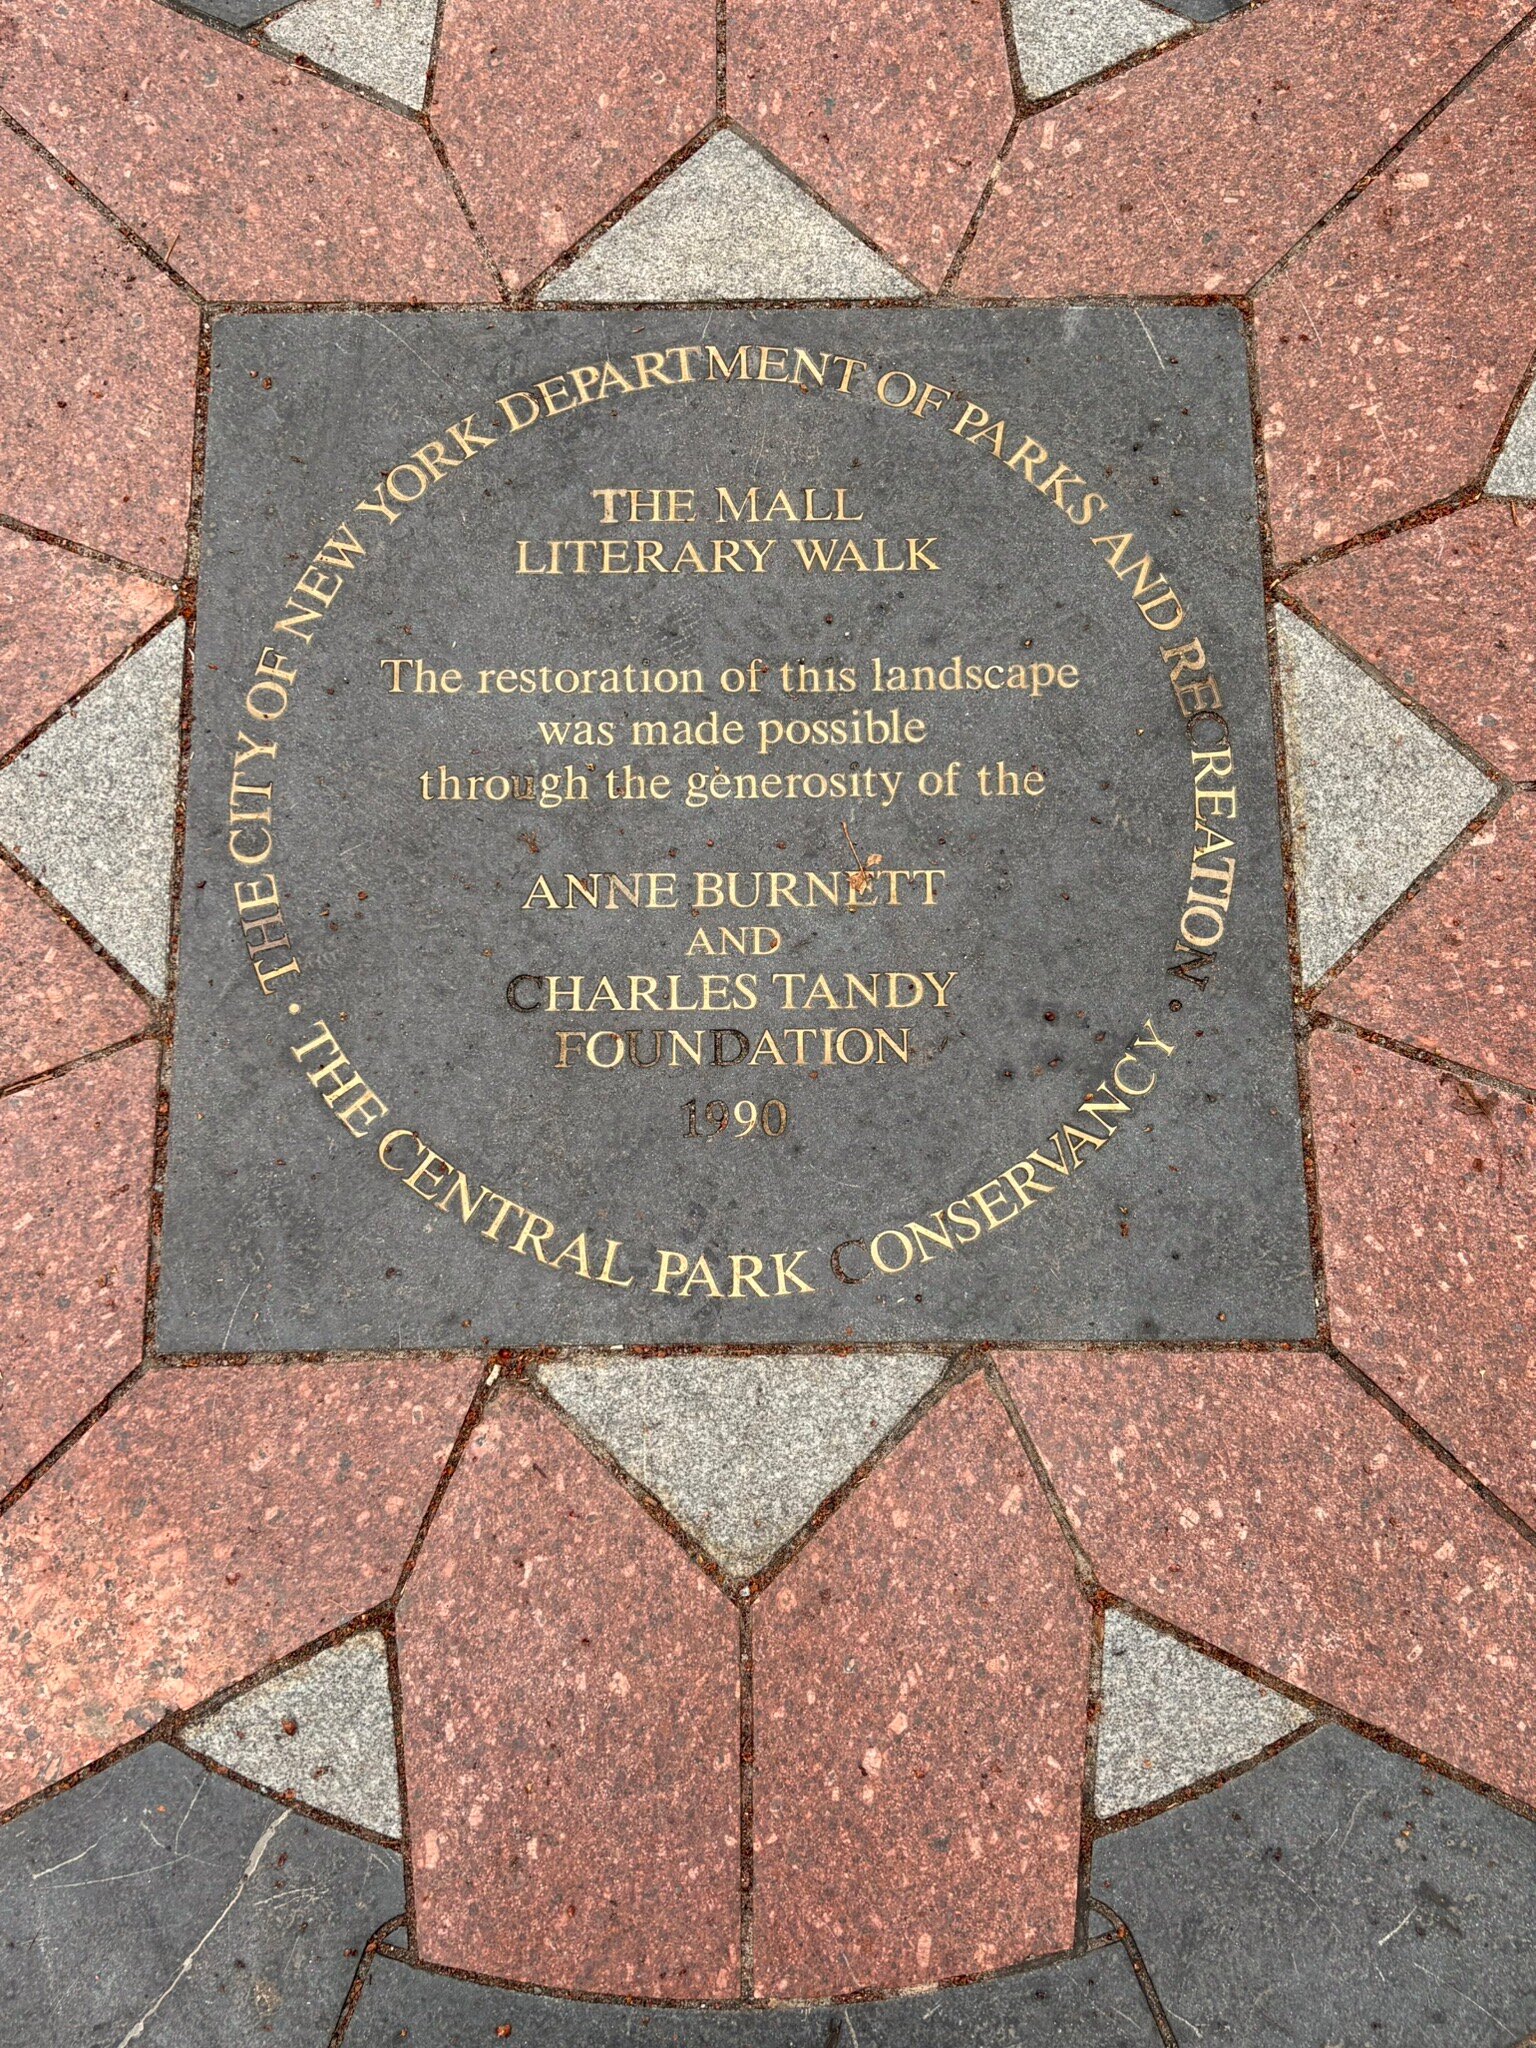 THE CITY OF NEW YORK DEPARTMENT OF PARKS AND RECREATION
THE MALL
LITERARY WALK
The restoration of this landscape
was made possible
through the generosity of the
ANNE BURNETT
AND
CHARLES TANDY
FOUNDATION
1990
· THE CENTRAL PARK CONSERVANCY ·